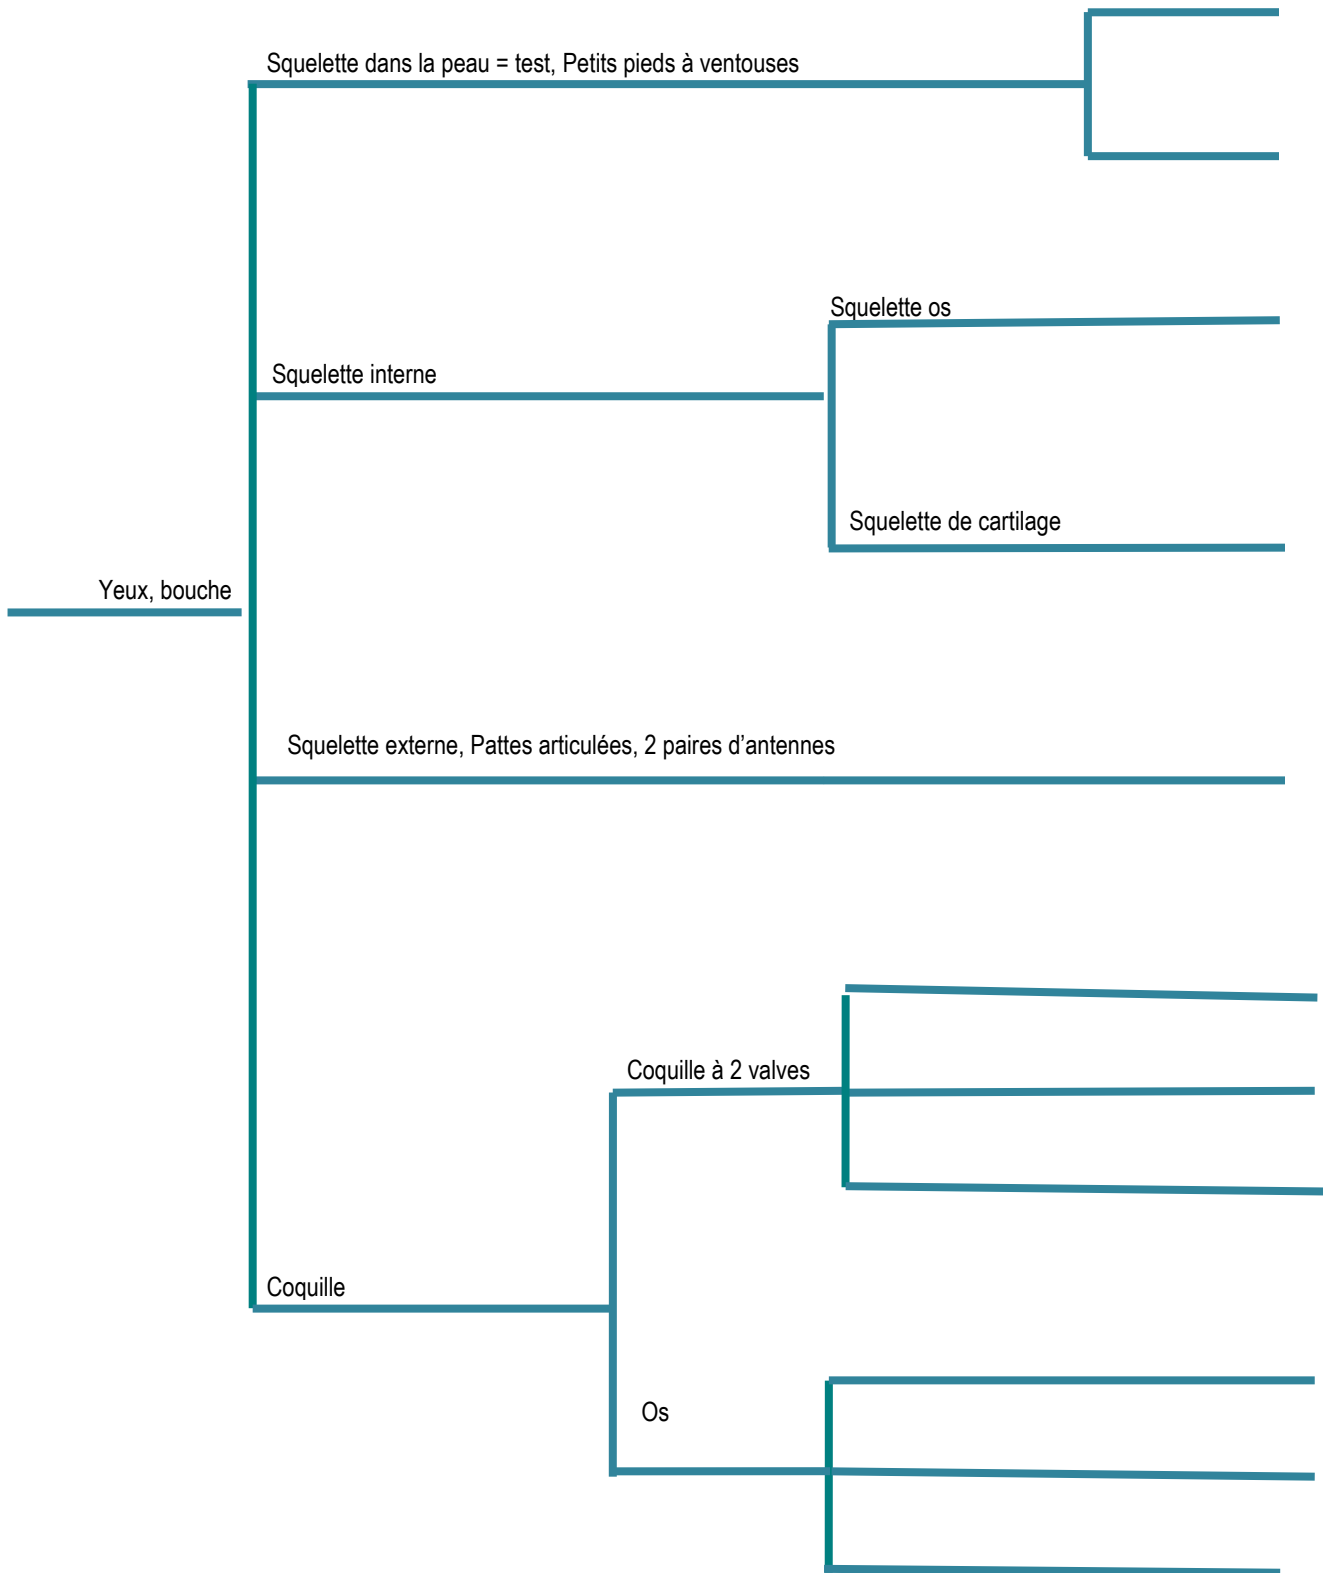 Squelette dans la peau = test, Petits pieds à ventouses
Squelette os
Squelette interne
Squelette de cartilage
Yeux, bouche
Squelette externe, Pattes articulées, 2 paires d’antennes
Coquille à 2 valves
Coquille
Os